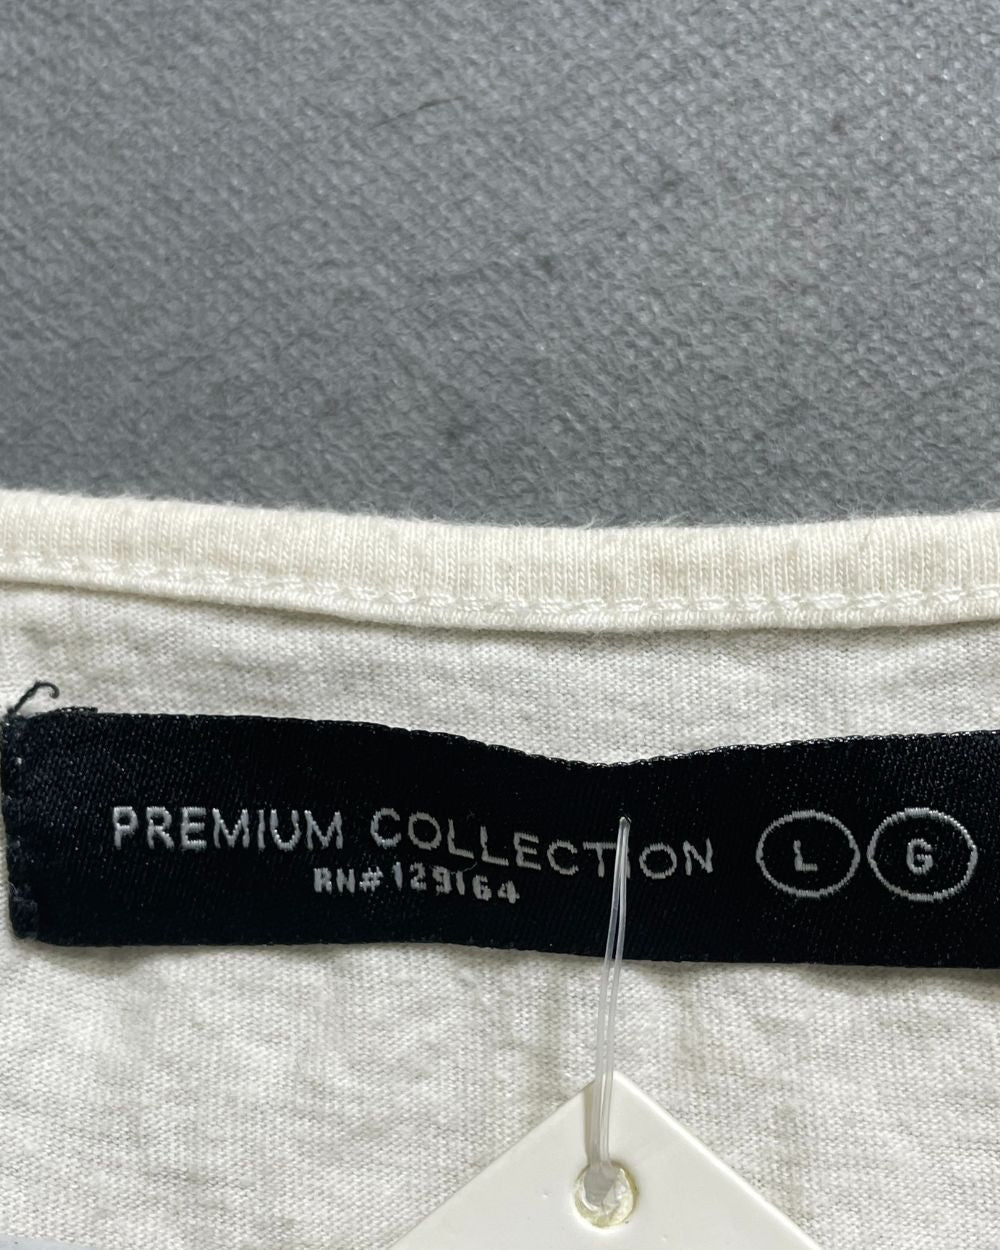 PREMIUM COLLECTION L G
RN# 129164